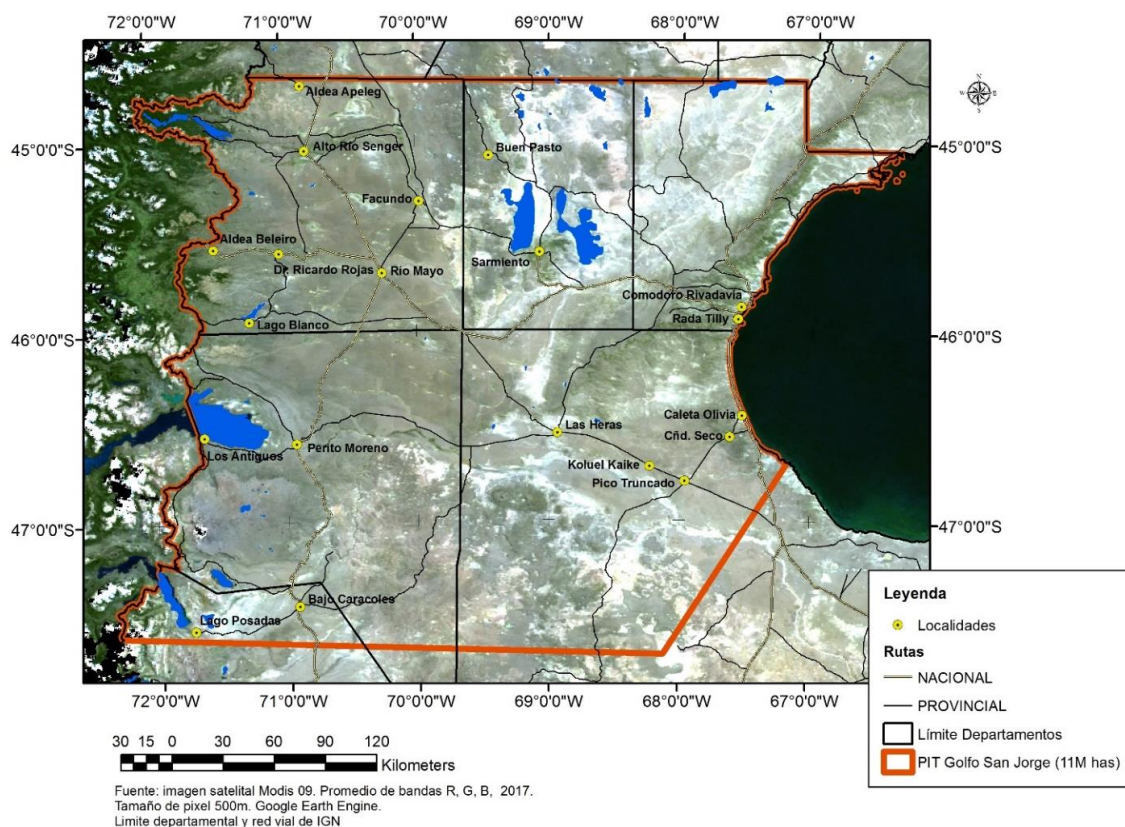 72°0'0"W 71°0'0"W 70°0'0"W 69°0'0"W 68°0'0"W 67°0'0"W
N
W E
S
Aldea Apeleg
45°0'0"S
Alto Río Senger
Buen Pasto
45°0'0"S
Facundo
Aldea Beleiro
Dr. Ricardo Rojas
Río Mayo
Sarmiento
Comodoro Rivadavia
Rada Tilly
Lago Blanco
46°0'0"S
46°0'0"S
Caleta Olivia
Las Heras
Cñd. Seco
Los Antiguos
Perito Moreno
Koluel Kaike
Pico Truncado
47°0'0"S
47°0'0"S
Bajo Caracoles
Lago Posadas
72°0'0"W 71°0'0"W 70°0'0"W 69°0'0"W 68°0'0"W 67°0'0"W
Leyenda
Localidades
Rutas
NACIONAL
PROVINCIAL
Límite Departamentos
PIT Golfo San Jorge (11M has)
30 15 0 30 60 90 120
Kilometers
Fuente: imagen satelital Modis 09. Promedio de bandas R, G, B, 2017.
Tamaño de pixel 500m. Google Earth Engine.
Limite departamental y red vial de IGN